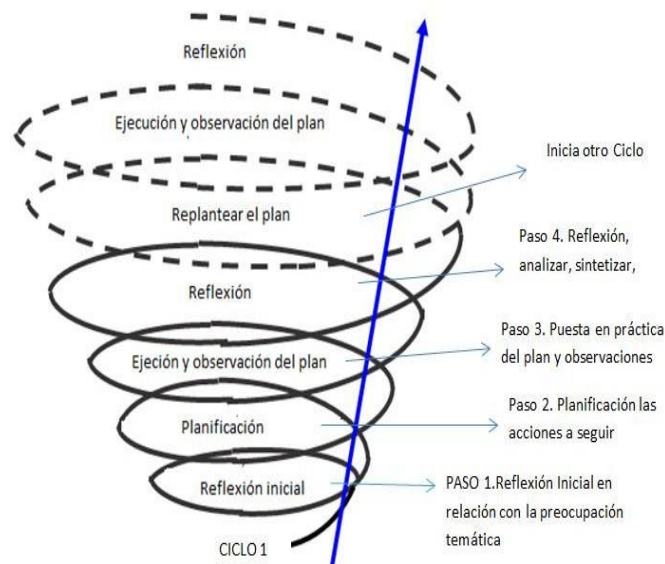 Reflexión
Ejecución y observación del plan
Inicia otro Ciclo
Replantear el plan
Paso 4. Reflexión,
analizar, sintetizar,
Reflexión
Paso 3. Puesta en práctica
del plan y observaciones
Ejeción y observación del plan
Paso 2. Planificación las
acciones a seguir
Planificación
PASO 1.Reflexión Inicial en
relación con la preocupación
temática
Reflexión inicial
CICLO 1